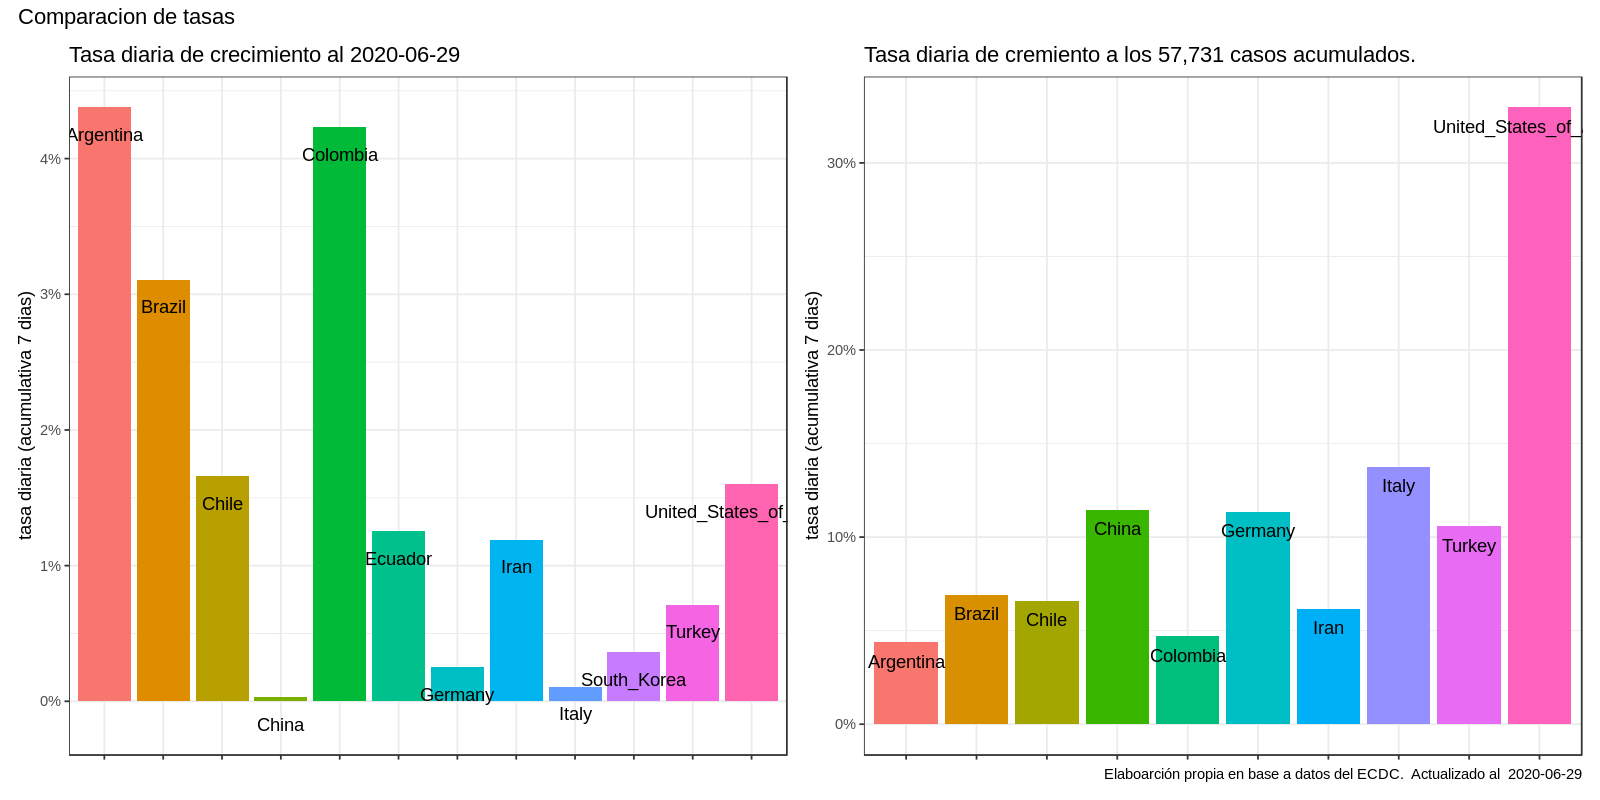 Comparacion de tasas
Tasa diaria de crecimiento al 2020-06-29
tasa diaria (acumulativa 7 dias)
4%
3%
2%
1%
0%
Argentina
Brazil
Chile
China
Colombia
Ecuador
Germany
Iran
Italy
South_Korea
Turkey
United_States_of_
Tasa diaria de cremiento a los 57,731 casos acumulados.
tasa diaria (acumulativa 7 dias)
30%
20%
10%
0%
Argentina
Brazil
Chile
China
Colombia
Germany
Iran
Italy
Turkey
United_States_of_
Elaboarción propia en base a datos del ECDC.  Actualizado al  2020-06-29